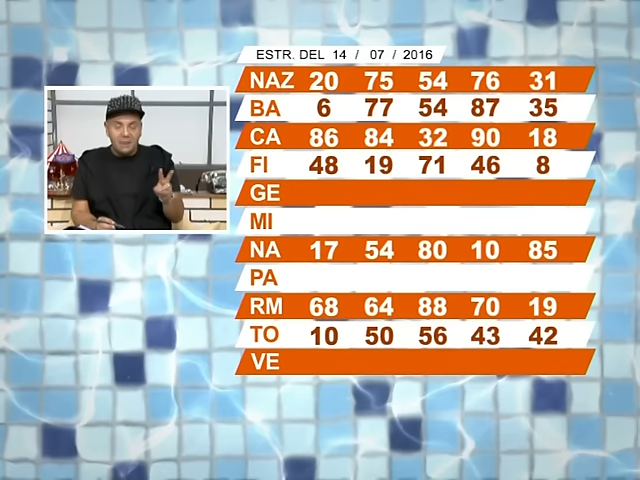 ESTR. DEL 14 / 07 / 2016
NAZ 20 75 54 76 31
BA 6 77 54 87 35
CA 86 84 32 90 18
FI 48 19 71 46 8
GE
MI
NA 17 54 80 10 85
PA
RM 68 64 88 70 19
TO 10 50 56 43 42
VE